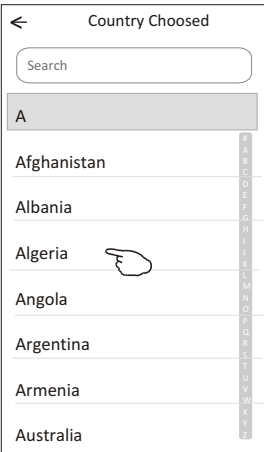 Country Choosed
Search
A
Afghanistan
Albania
Algeria
Angola
Argentina
Armenia
Australia
#
A
B
C
D
E
F
G
H
I
J
K
L
M
N
O
P
Q
R
S
T
U
V
W
X
Y
Z